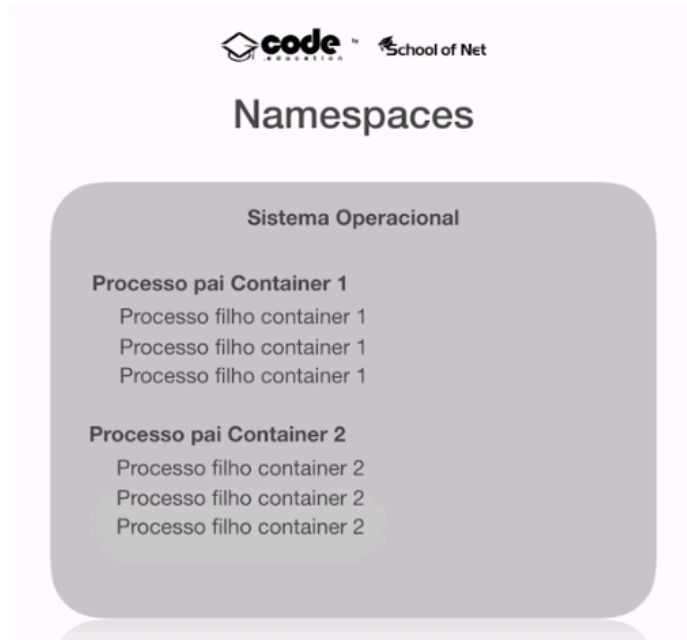 code
.education
by
School of Net
Namespaces
Sistema Operacional
Processo pai Container 1
Processo filho container 1
Processo filho container 1
Processo filho container 1
Processo pai Container 2
Processo filho container 2
Processo filho container 2
Processo filho container 2